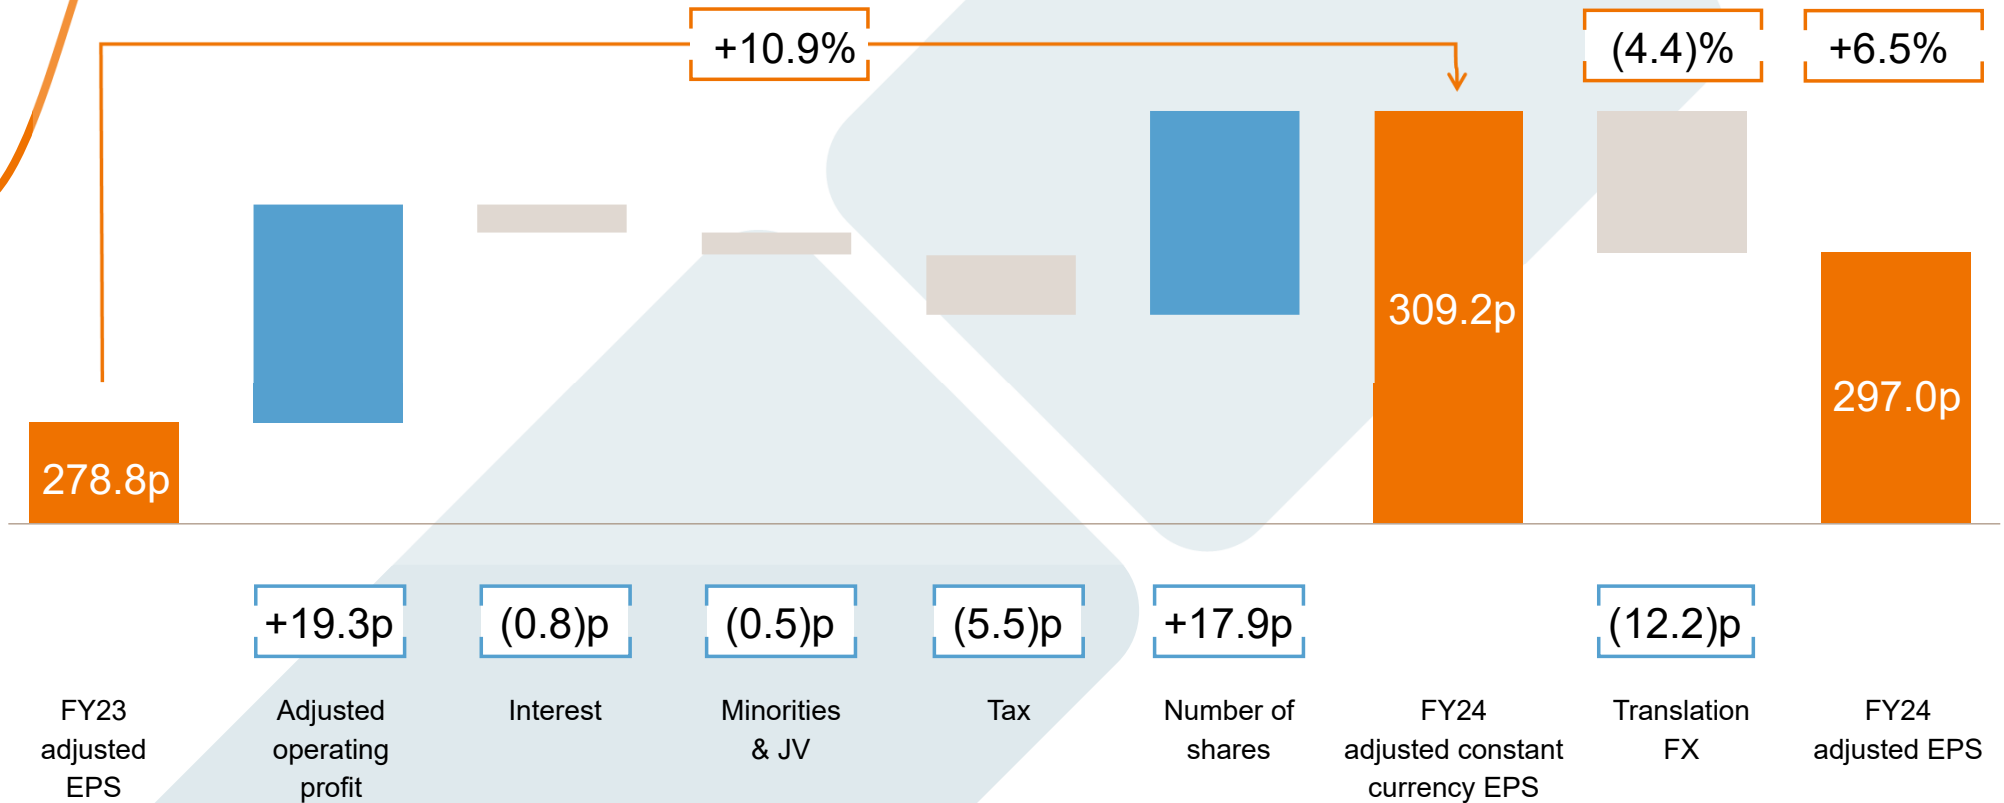 +10.9%
(4.4)%
+6.5%
278.8p
309.2p
297.0p
+19.3p
(0.8)p
(0.5)p
(5.5)p
+17.9p
(12.2)p
FY23
adjusted
EPS
Adjusted
operating
profit
Interest
Minorities
& JV
Tax
Number of
shares
FY24
adjusted constant
currency EPS
Translation
FX
FY24
adjusted EPS